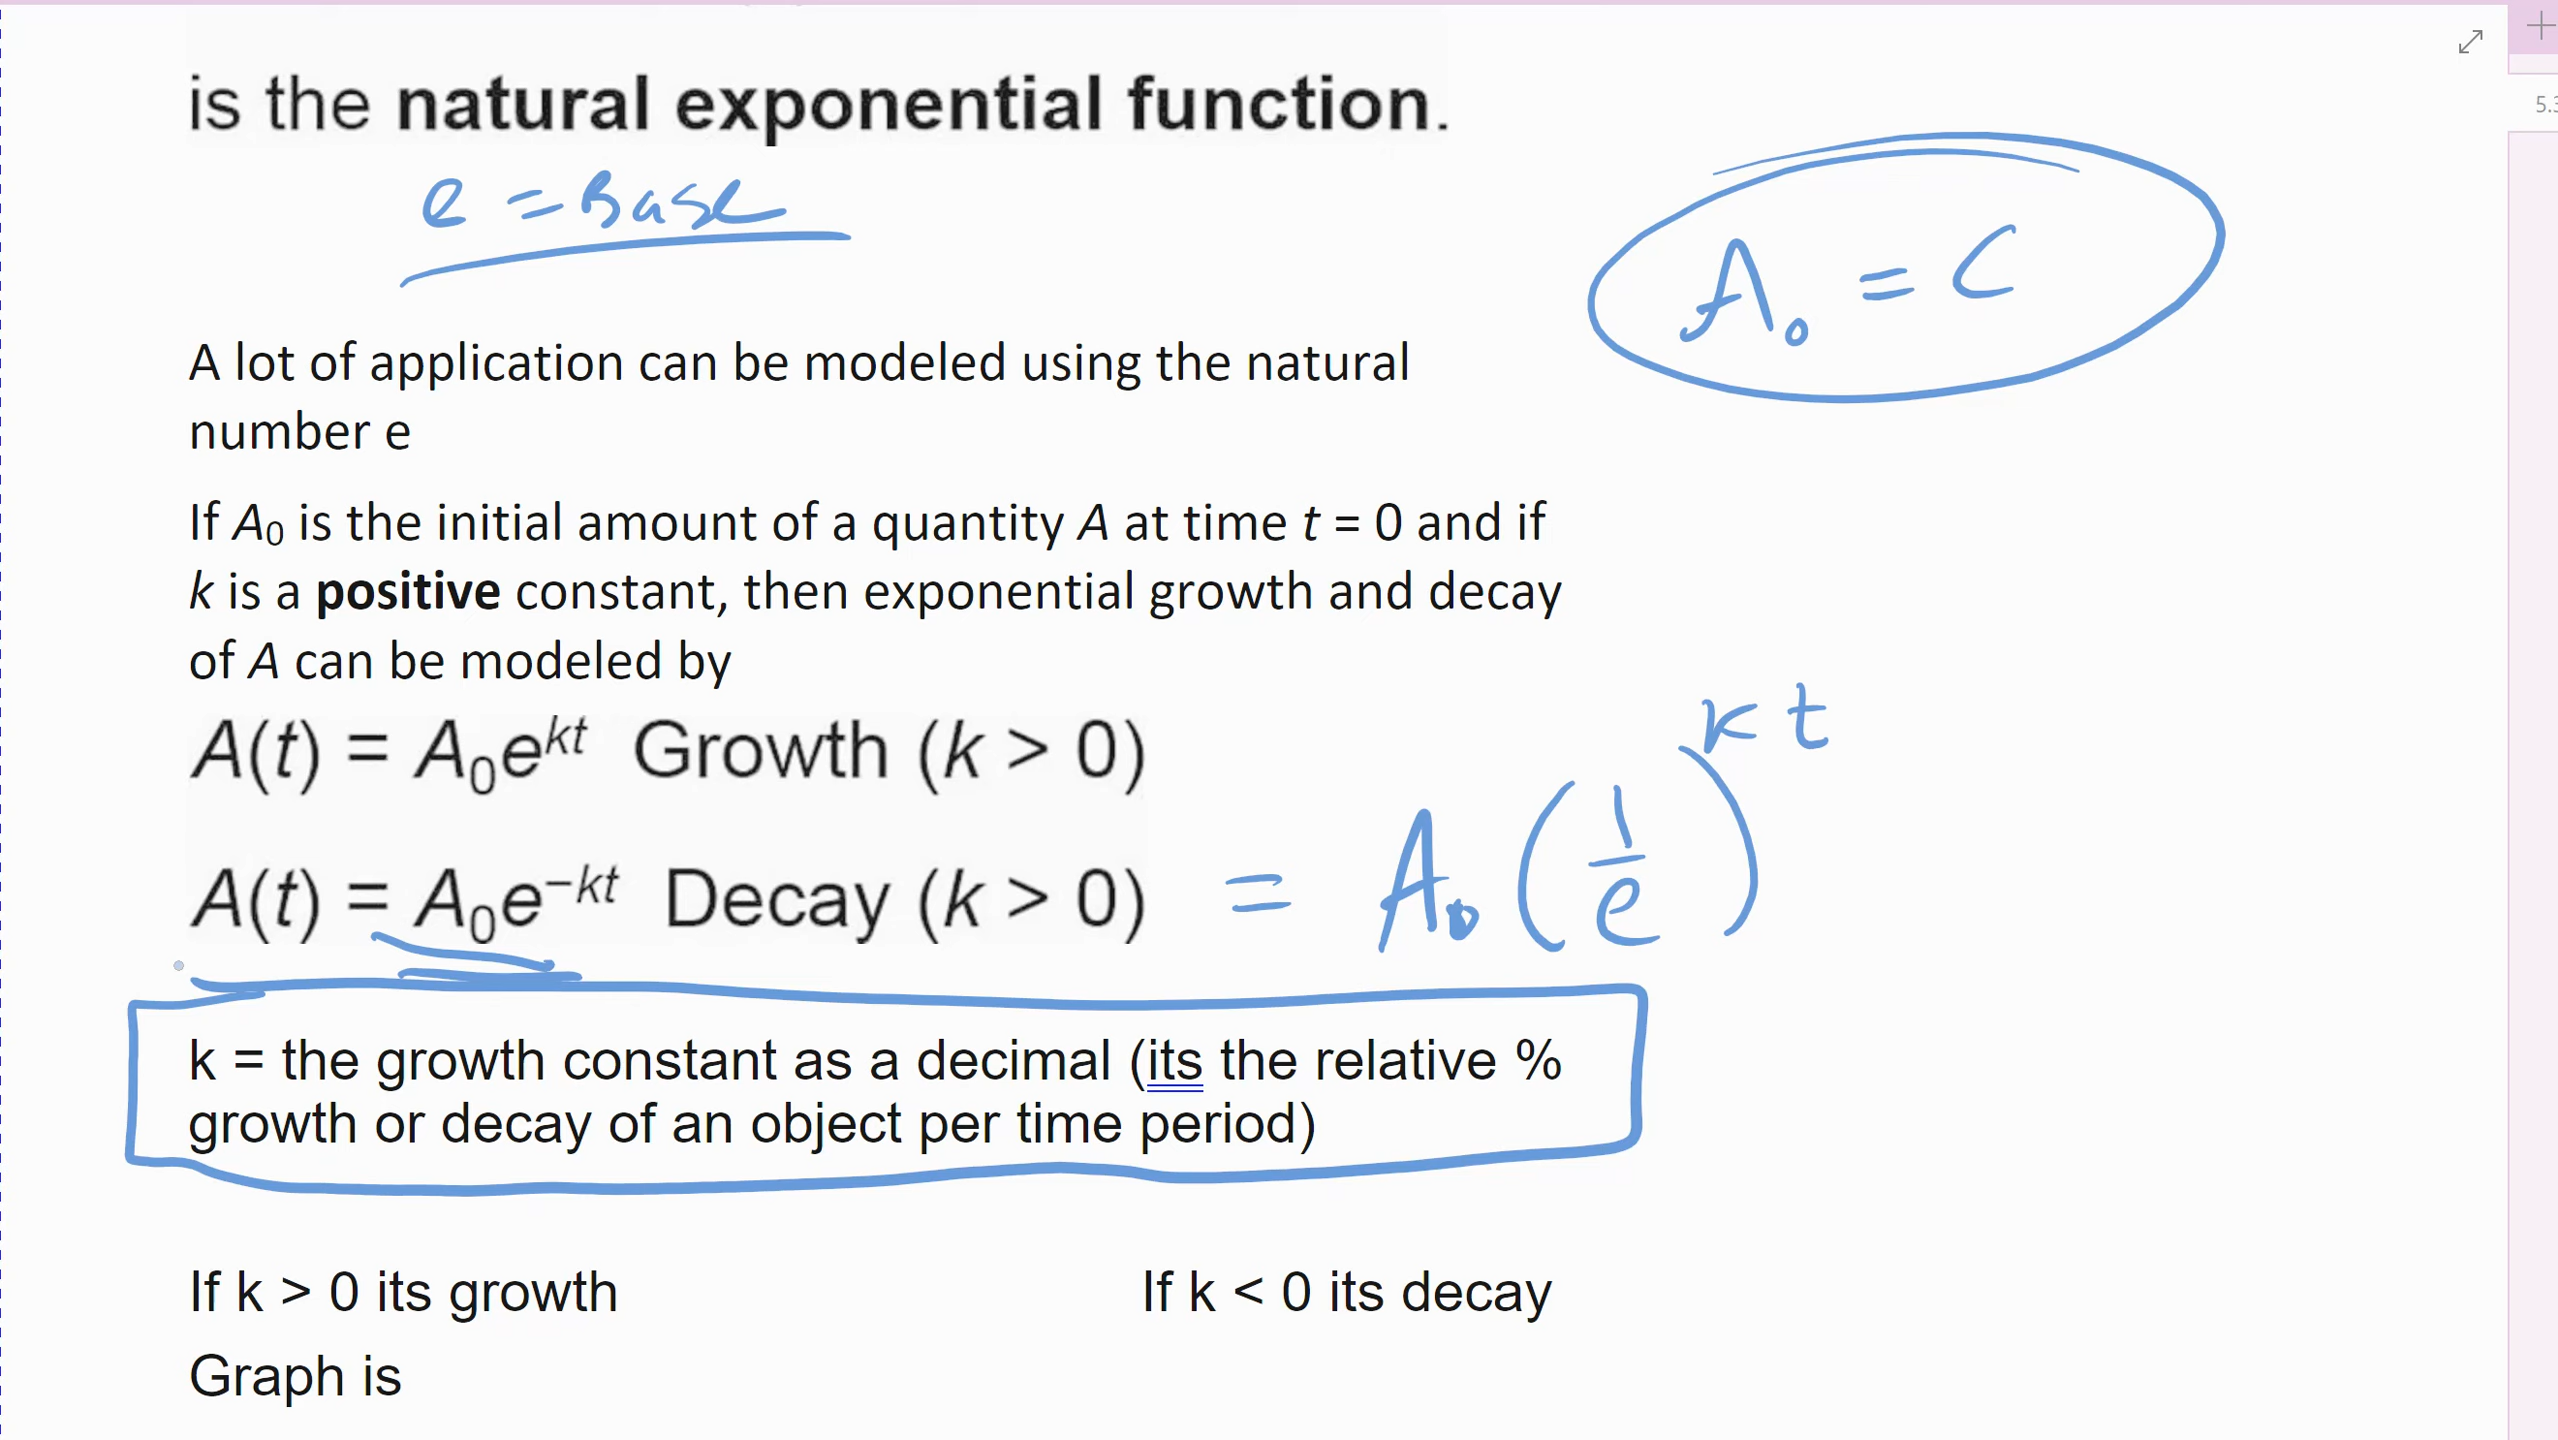 is the natural exponential function.
e = Base
A₀ = C
A lot of application can be modeled using the natural
number e
If A₀ is the initial amount of a quantity A at time t = 0 and if
k is a positive constant, then exponential growth and decay
of A can be modeled by
A(t) = A₀eᵏᵗ Growth (k > 0)
A(t) = A₀e⁻ᵏᵗ Decay (k > 0) = A₀(1/e)ᵏᵗ
k = the growth constant as a decimal (its the relative %
growth or decay of an object per time period)
If k > 0 its growth If k < 0 its decay
Graph is